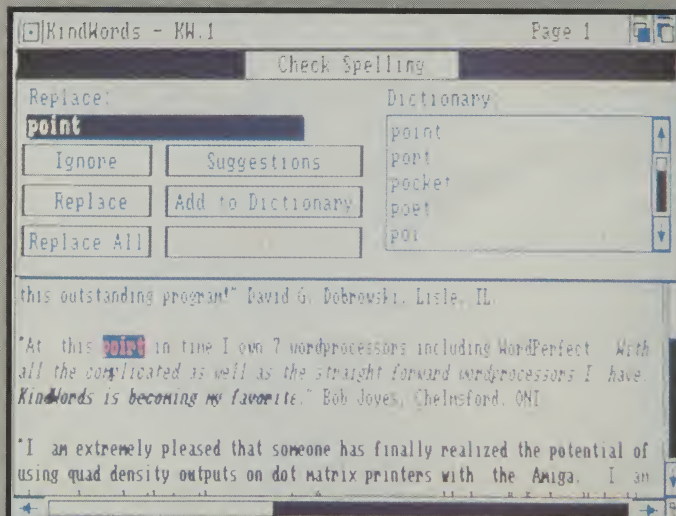 KindWords - KW.1 Page 1
Check Spelling
Replace: Dictionary
point
point
Ignore Suggestions port
pocket
Replace Add to Dictionary poet
Replace All poi
this outstanding program!" David G. Dobrowski, Lisle, IL.
"At this point in time I own 7 wordprocessors including WordPerfect. With
all the complicated as well as the straight forward wordprocessors I have,
KindWords is becoming my favorite." Bob Joyes, Chelmsford, ONT
"I am extremely pleased that someone has finally realized the potential of
using quad density outputs on dot matrix printers with the Amiga. I am